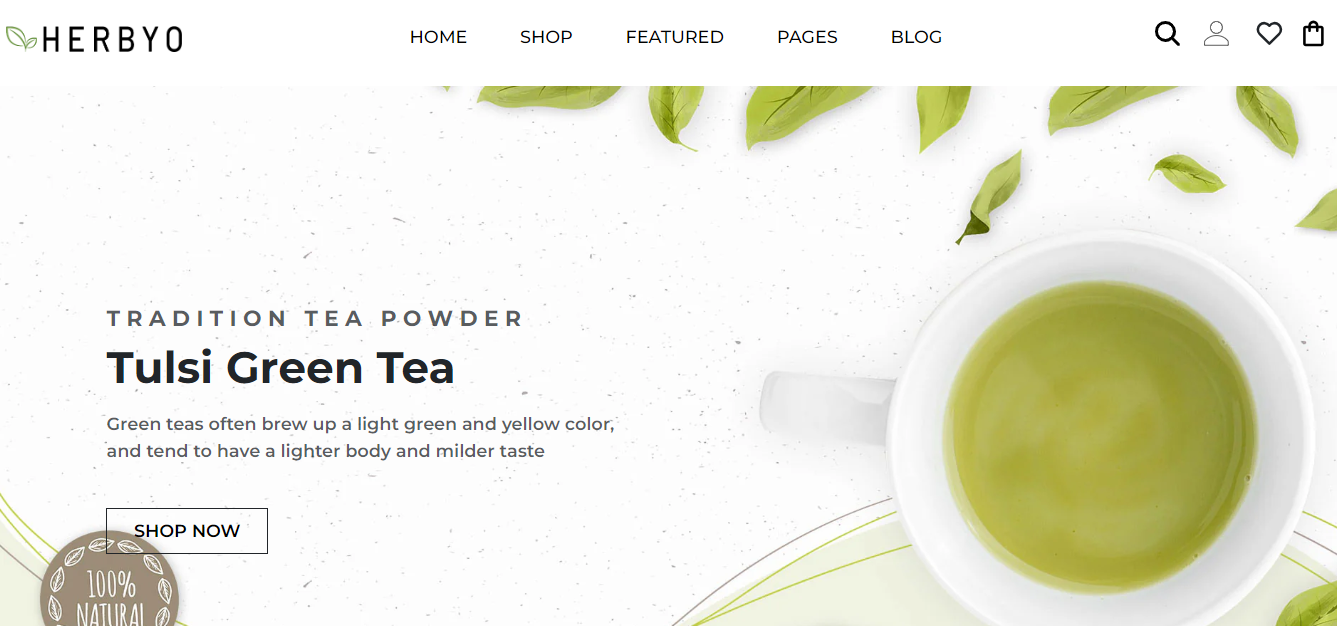 HERBYO
HOME
SHOP
FEATURED
PAGES
BLOG
TRADITION TEA POWDER
Tulsi Green Tea
Green teas often brew up a light green and yellow color,
and tend to have a lighter body and milder taste
SHOP NOW
100%
NATURAL